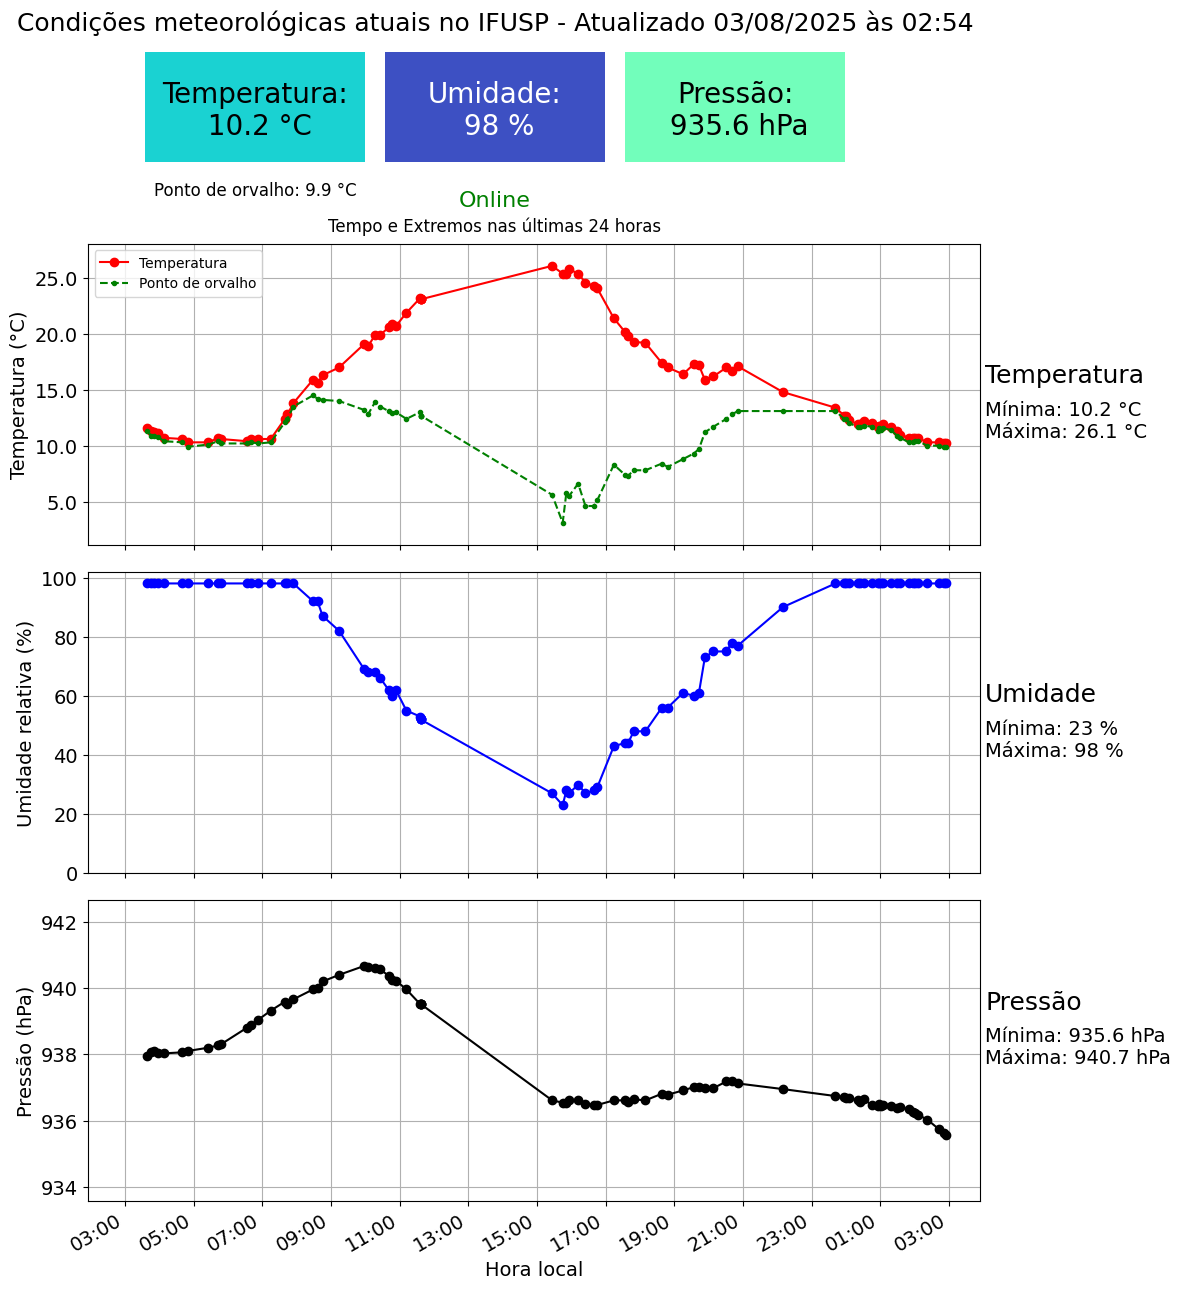 Condições meteorológicas atuais no IFUSP - Atualizado 03/08/2025 às 02:54
Temperatura:
10.2 °C
Umidade:
98 %
Pressão:
935.6 hPa
Ponto de orvalho: 9.9 °C
Online
Tempo e Extremos nas últimas 24 horas
Temperatura
Ponto de orvalho
Temperatura (°C)
25.0
20.0
15.0
10.0
5.0
Temperatura
Mínima: 10.2 °C
Máxima: 26.1 °C
Umidade relativa (%)
100
80
60
40
20
0
Umidade
Mínima: 23 %
Máxima: 98 %
Pressão (hPa)
942
940
938
936
934
Pressão
Mínima: 935.6 hPa
Máxima: 940.7 hPa
03:00
05:00
07:00
09:00
11:00
13:00
15:00
17:00
19:00
21:00
23:00
01:00
03:00
Hora local